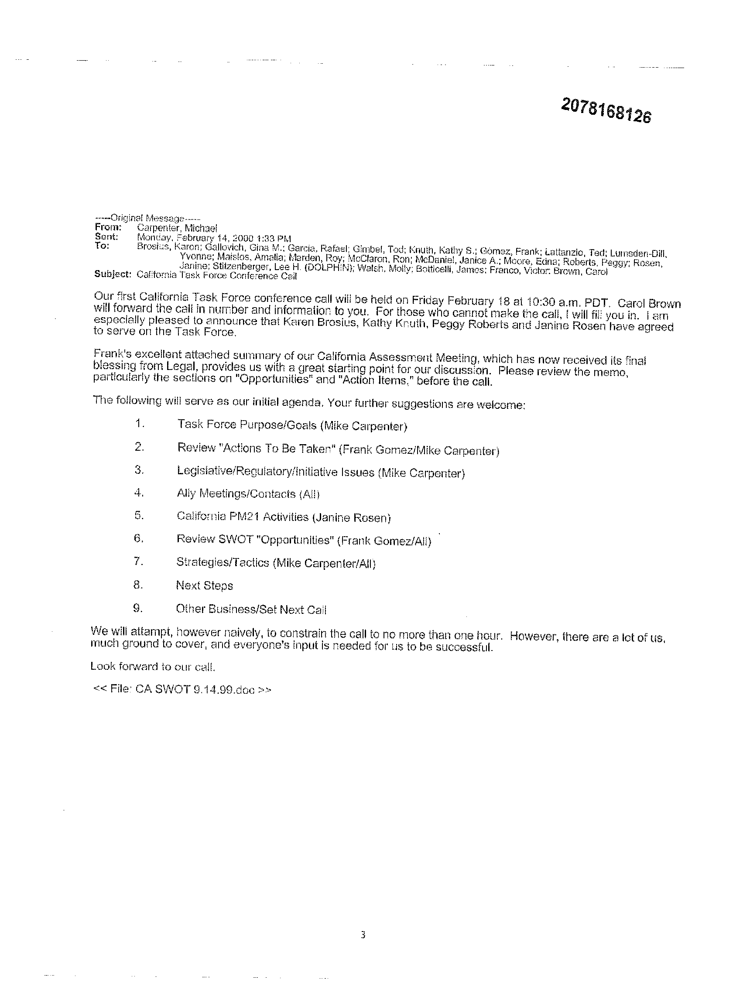 2078168126
-----Original Message-----
From: Carpenter, Michael
Sent: Monday, February 14, 2000 1:33 PM
To: Brosius, Karen; Gallovich, Gina M.; Garcia, Rafael; Gimbel, Tod; Knuth, Kathy S.; Gomez, Frank; Lattanzio, Ted; Lumsden-Dill,
Yvonne; Maislos, Amalia; Marden, Roy; McClaron, Ron; McDaniel, Janice A.; Moore, Edna; Roberts, Peggy; Rosen,
Janine; Stitzenberger, Lee H. (DOLPHIN); Walsh, Molly; Botticelli, James; Franco, Victor; Brown, Carol
Subject: California Task Force Conference Call
Our first California Task Force conference call will be held on Friday February 18 at 10:30 a.m. PDT. Carol Brown
will forward the call in number and information to you. For those who cannot make the call, I will fill you in. I am
especially pleased to announce that Karen Brosius, Kathy Knuth, Peggy Roberts and Janine Rosen have agreed
to serve on the Task Force.
Frank's excellent attached summary of our California Assessment Meeting, which has now received its final
blessing from Legal, provides us with a great starting point for our discussion. Please review the memo,
particularly the sections on "Opportunities" and "Action Items," before the call.
The following will serve as our initial agenda. Your further suggestions are welcome:
1. Task Force Purpose/Goals (Mike Carpenter)
2. Review "Actions To Be Taken" (Frank Gomez/Mike Carpenter)
3. Legislative/Regulatory/Initiative Issues (Mike Carpenter)
4. Ally Meetings/Contacts (All)
5. California PM21 Activities (Janine Rosen)
6. Review SWOT "Opportunities" (Frank Gomez/All)
7. Strategies/Tactics (Mike Carpenter/All)
8. Next Steps
9. Other Business/Set Next Call
We will attampt, however naively, to constrain the call to no more than one hour. However, there are a lot of us,
much ground to cover, and everyone's input is needed for us to be successful.
Look forward to our call.
<< File: CA SWOT 9.14.99.doc >>
3